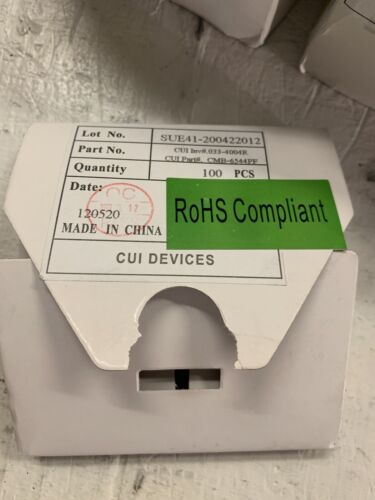 Lot No. SUE41-200422012
Part No. CUI Inv#.033-4004R
CUI Part#. CMB-6544PF
Quantity 100 PCS
Date:
QC
120520
MADE IN CHINA
RoHS Compliant
CUI DEVICES